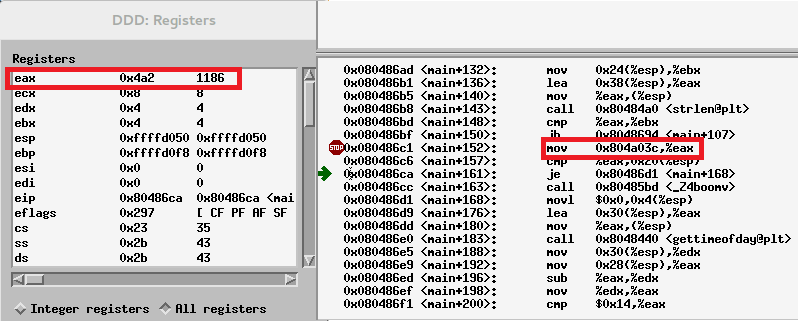 DDD: Registers
Registers
eax 0x4a2 1186
ecx 0x8 8
edx 0x4 4
ebx 0x4 4
esp 0xffffd050 0xffffd050
ebp 0xffffd0f8 0xffffd0f8
esi 0x0 0
edi 0x0 0
eip 0x80486ca 0x80486ca <mai
eflags 0x297 [ CF PF AF SF
cs 0x23 35
ss 0x2b 43
ds 0x2b 43
Integer registers All registers
0x080486ad <main+132>: mov 0x24(%esp),%ebx
0x080486b1 <main+136>: lea 0x38(%esp),%eax
0x080486b5 <main+140>: mov %eax,(%esp)
0x080486b8 <main+143>: call 0x80484a0 <strlen@plt>
0x080486bd <main+148>: cmp %eax,%ebx
0x080486bf <main+150>: jb 0x8048694 <main+107>
STOP 0x080486c1 <main+152>: mov 0x804a03c,%eax
0x080486c6 <main+157>: cmp %eax,0x20(%esp)
0x080486ca <main+161>: je 0x80486d1 <main+168>
0x080486cc <main+163>: call 0x80485bd <_Z4boomv>
0x080486d1 <main+168>: movl $0x0,0x4(%esp)
0x080486d9 <main+176>: lea 0x30(%esp),%eax
0x080486dd <main+180>: mov %eax,(%esp)
0x080486e0 <main+183>: call 0x8048440 <gettimeofday@plt>
0x080486e5 <main+188>: mov 0x30(%esp),%edx
0x080486e9 <main+192>: mov 0x28(%esp),%eax
0x080486ed <main+196>: sub %eax,%edx
0x080486ef <main+198>: mov %edx,%eax
0x080486f1 <main+200>: cmp $0x14,%eax